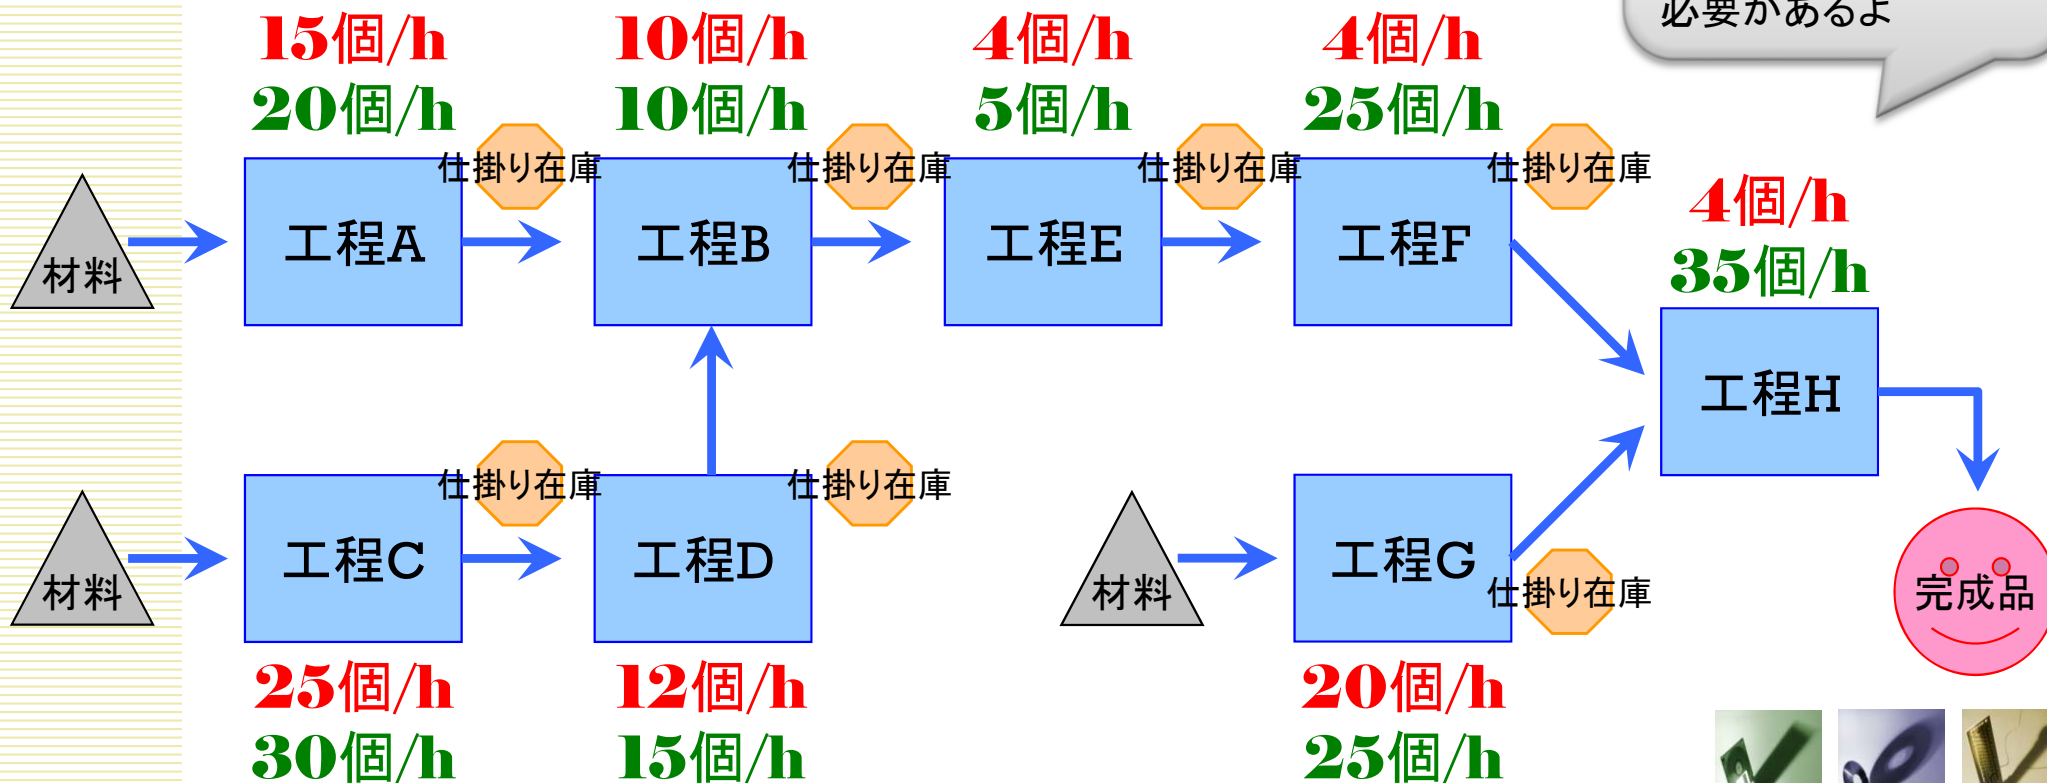 必要があるよ
15個/h
20個/h
10個/h
10個/h
4個/h
5個/h
4個/h
25個/h
仕掛り在庫
仕掛り在庫
仕掛り在庫
仕掛り在庫
材料
工程A
工程B
工程E
工程F
4個/h
35個/h
工程H
仕掛り在庫
仕掛り在庫
材料
工程C
工程D
材料
工程G
仕掛り在庫
完成品
25個/h
30個/h
12個/h
15個/h
20個/h
25個/h